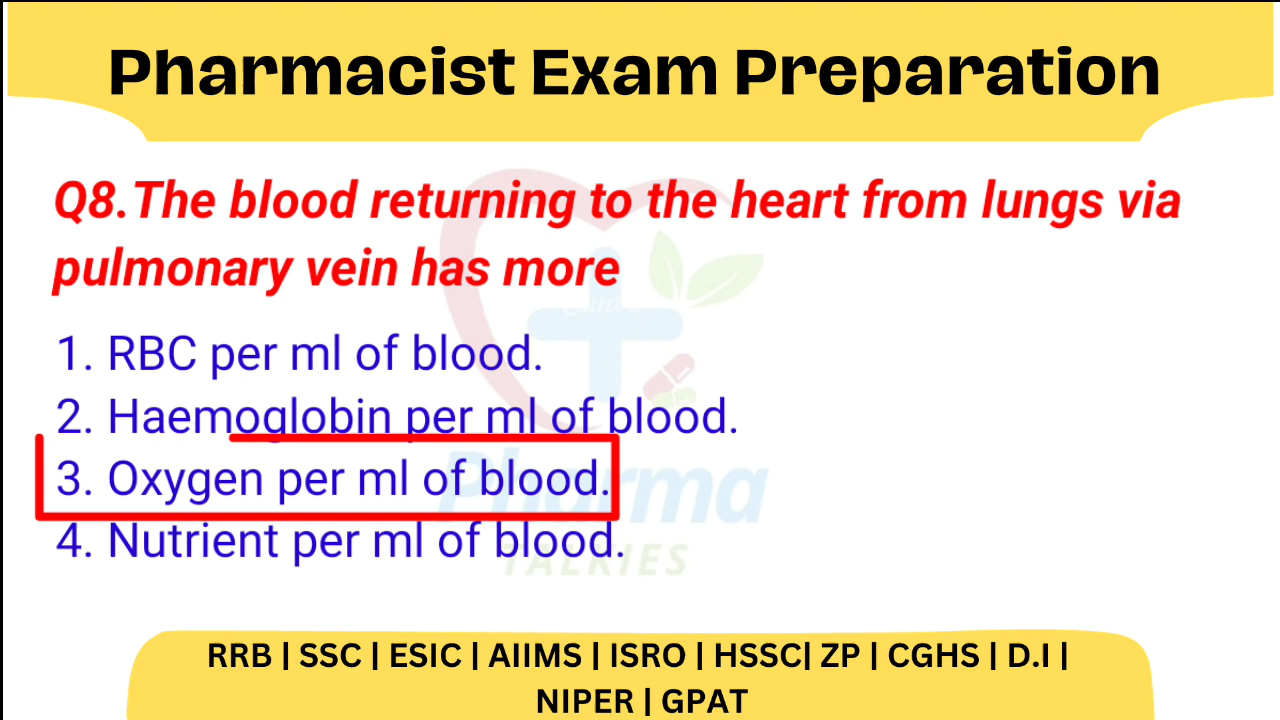 Pharmacist Exam Preparation
Q8.The blood returning to the heart from lungs via
pulmonary vein has more
1. RBC per ml of blood.
2. Haemoglobin per ml of blood.
3. Oxygen per ml of blood.
4. Nutrient per ml of blood.
Pharma
TALKIES
RRB | SSC | ESIC | AIIMS | ISRO | HSSC| ZP | CGHS | D.I |
NIPER | GPAT